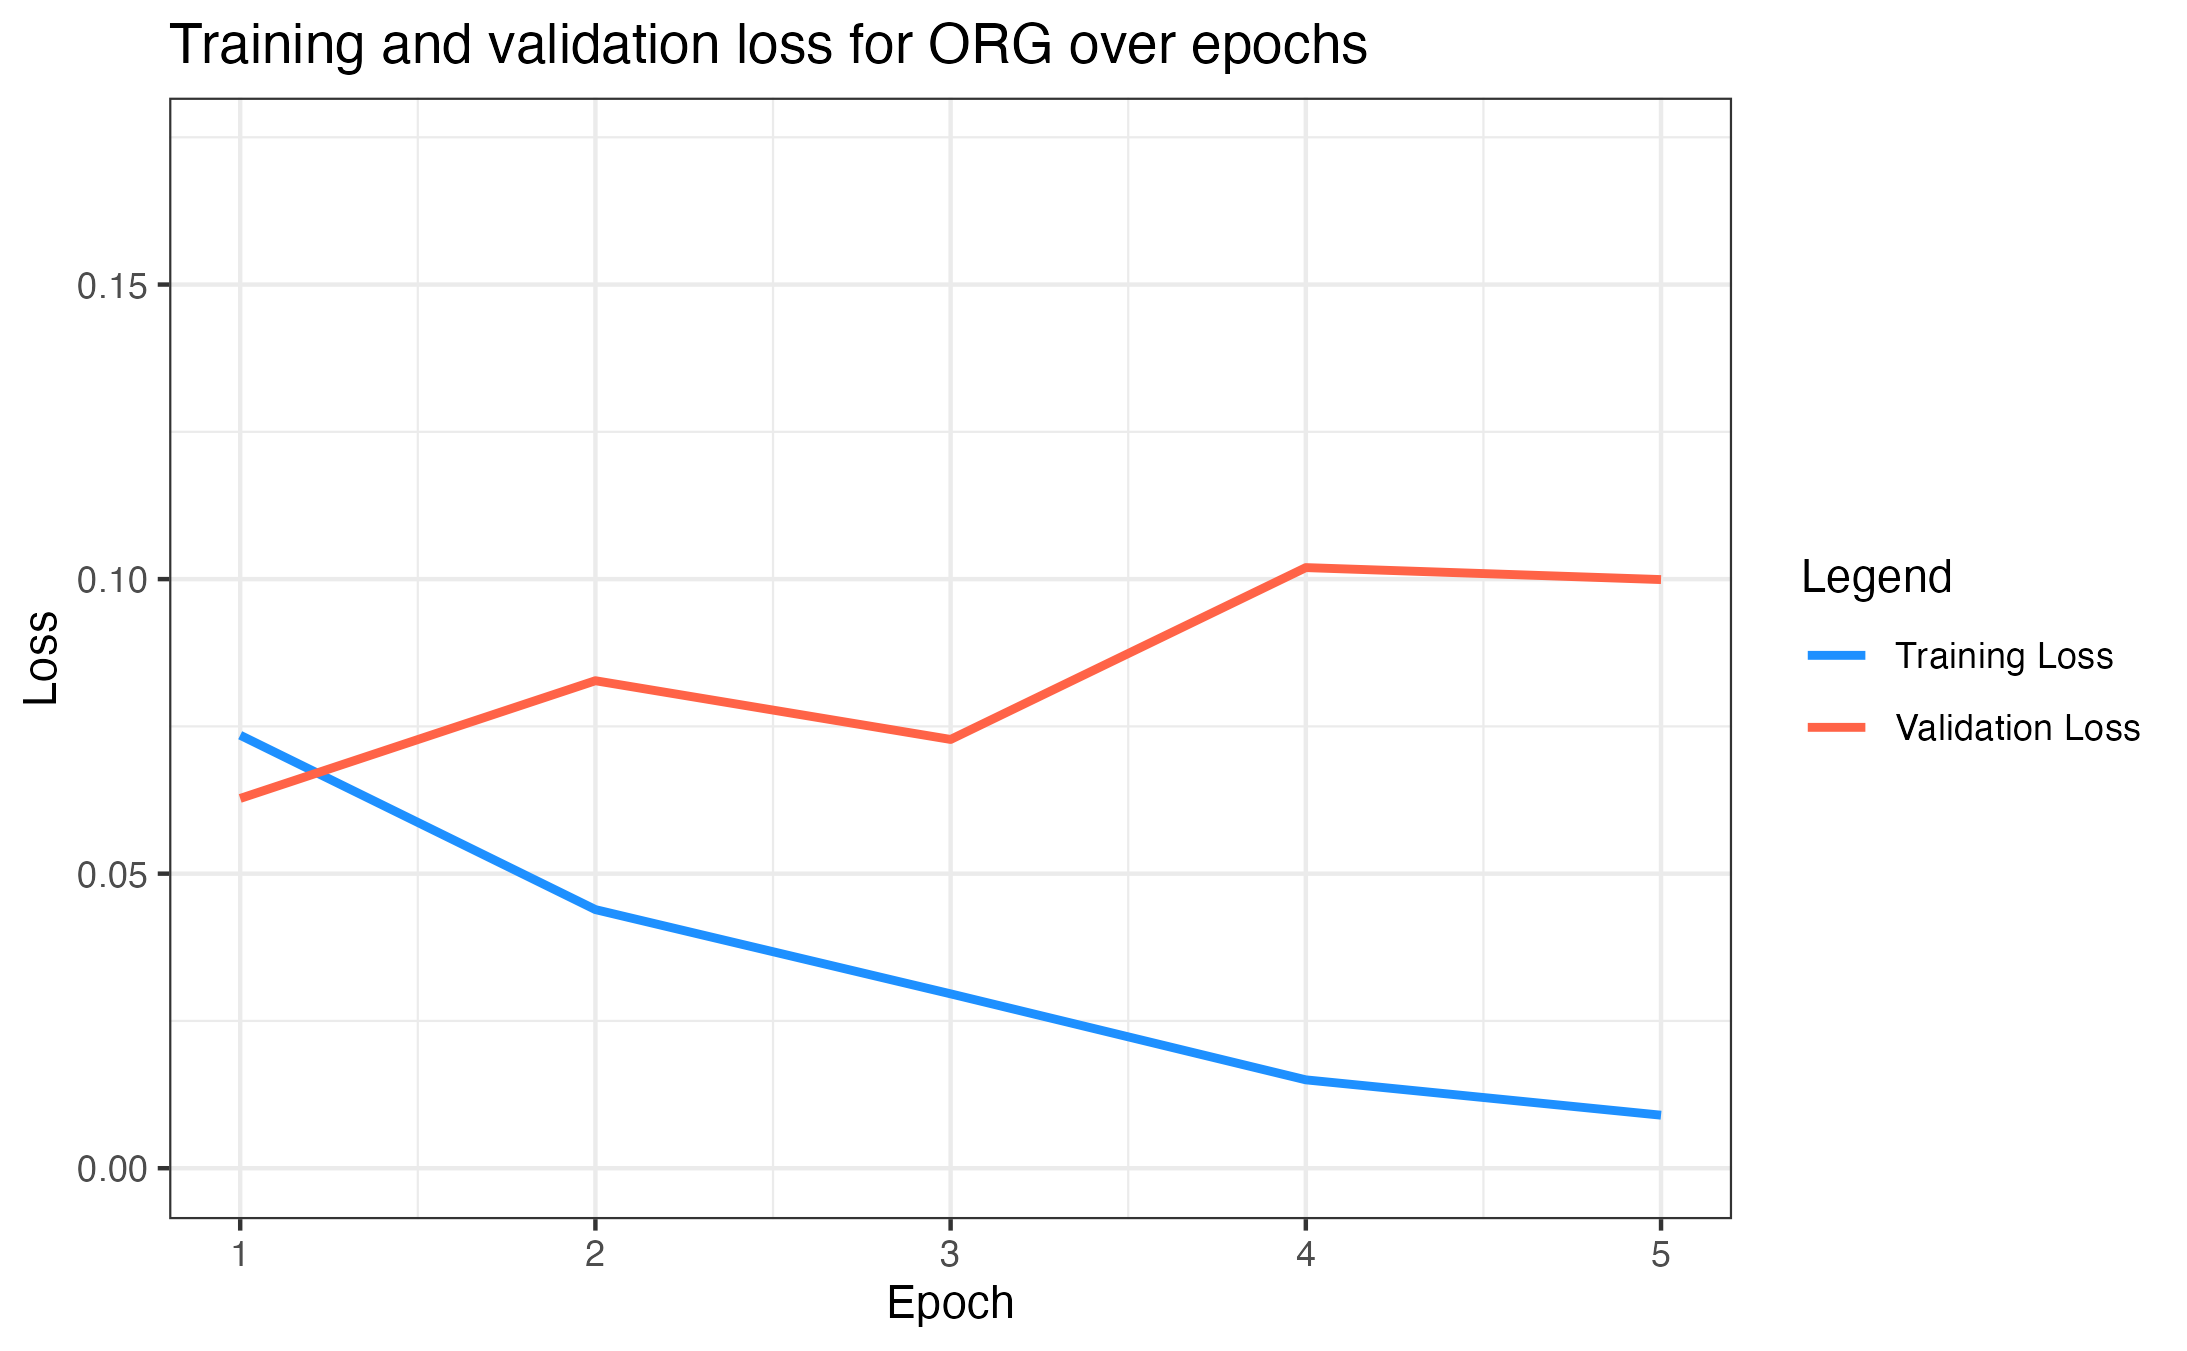 Training and validation loss for ORG over epochs
0.15
0.10
0.05
0.00
Loss
1 2 3 4 5
Epoch
Legend
Training Loss
Validation Loss